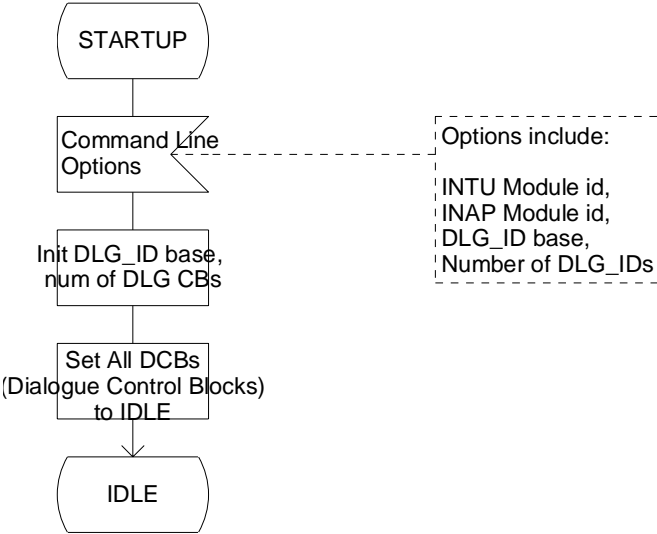 STARTUP
Command Line
Options
Options include:
INTU Module id,
INAP Module id,
DLG_ID base,
Number of DLG_IDs
Init DLG_ID base,
num of DLG CBs
Set All DCBs
(Dialogue Control Blocks)
to IDLE
IDLE